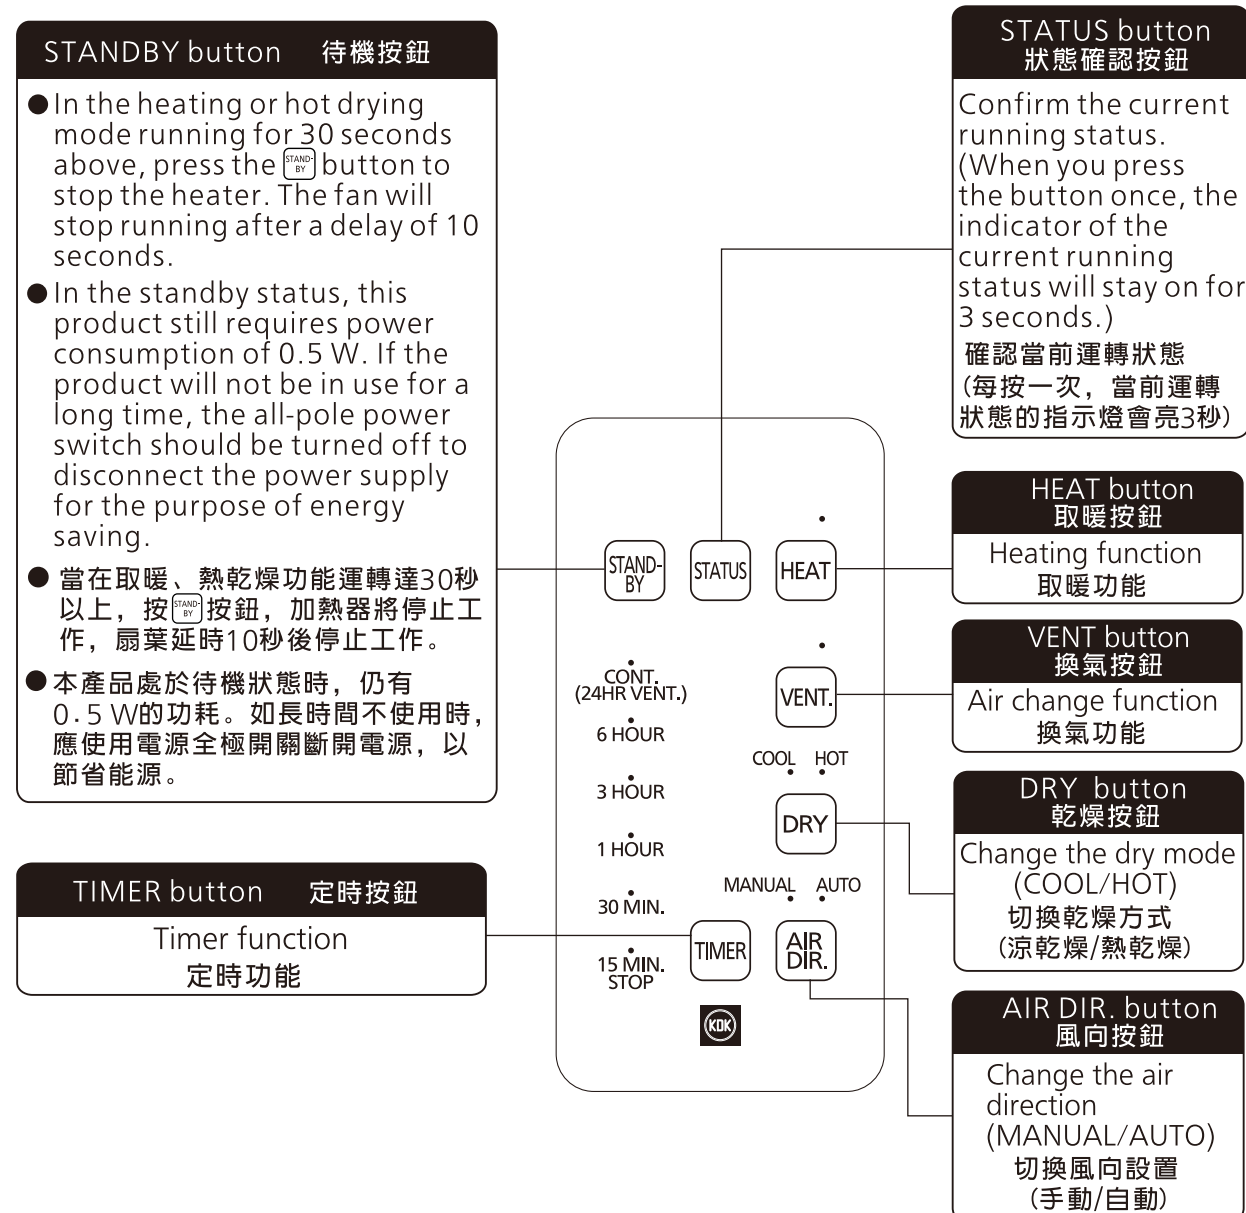 STANDBY button 待機按鈕
●In the heating or hot drying
mode running for 30 seconds
above, press the STAND-BY button to
stop the heater. The fan will
stop running after a delay of 10
seconds.
●In the standby status, this
product still requires power
consumption of 0.5 W. If the
product will not be in use for a
long time, the all-pole power
switch should be turned off to
disconnect the power supply
for the purpose of energy
saving.
● 當在取暖、熱乾燥功能運轉達30秒
以上，按STAND-BY按鈕，加熱器將停止工
作，扇葉延時10秒後停止工作。
●本產品處於待機狀態時，仍有
0.5 W的功耗。如長時間不使用時，
應使用電源全極開關斷開電源，以
節省能源。
TIMER button 定時按鈕
Timer function
定時功能
STAND-
BY
STATUS
HEAT
CONT.
(24HR VENT.)
6 HOUR
3 HOUR
1 HOUR
30 MIN.
15 MIN.
STOP
VENT.
COOL HOT
DRY
MANUAL AUTO
TIMER
AIR
DIR.
KDK
STATUS button
狀態確認按鈕
Confirm the current
running status.
(When you press
the button once, the
indicator of the
current running
status will stay on for
3 seconds.)
確認當前運轉狀態
(每按一次，當前運轉
狀態的指示燈會亮3秒)
HEAT button
取暖按鈕
Heating function
取暖功能
VENT button
換氣按鈕
Air change function
換氣功能
DRY button
乾燥按鈕
Change the dry mode
(COOL/HOT)
切換乾燥方式
(涼乾燥/熱乾燥)
AIR DIR. button
風向按鈕
Change the air
direction
(MANUAL/AUTO)
切換風向設置
(手動/自動)